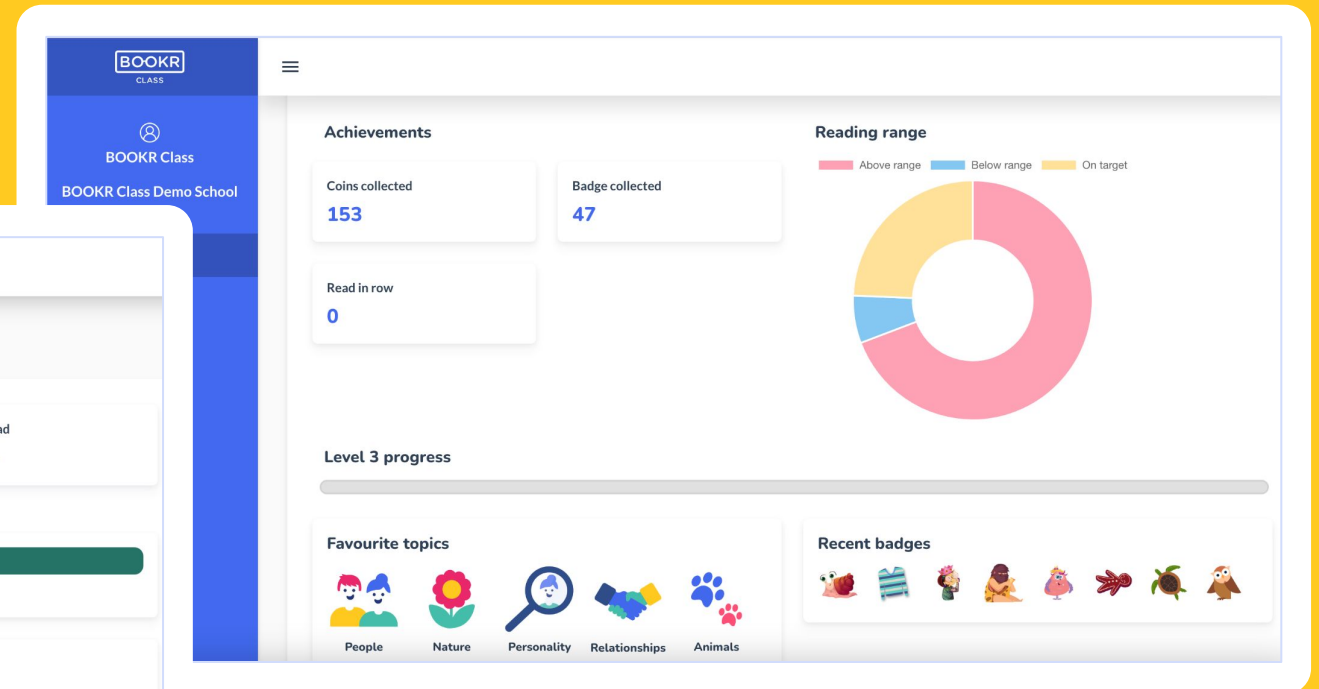 BOOKR
CLASS
BOOKR Class
BOOKR Class Demo School
Achievements
Coins collected
153
Badge collected
47
Read in row
0
Reading range
Above range Below range On target
Level 3 progress
Favourite topics
People Nature Personality Relationships Animals
Recent badges